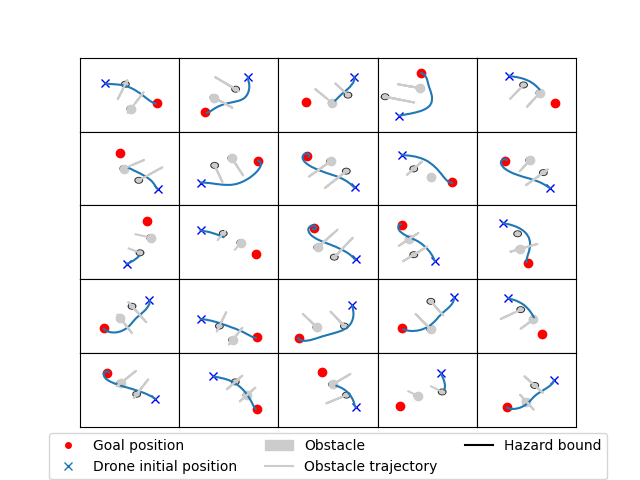 Goal position
Drone initial position
Obstacle
Obstacle trajectory
Hazard bound